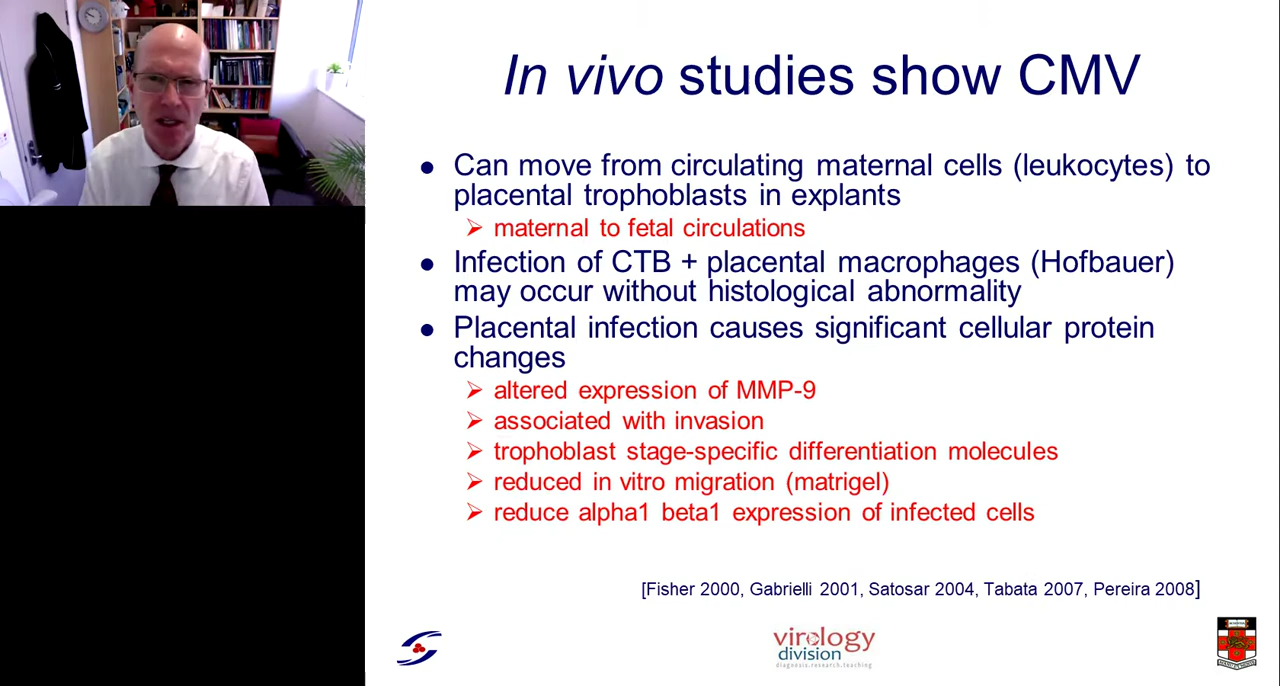 In vivo studies show CMV
● Can move from circulating maternal cells (leukocytes) to
placental trophoblasts in explants
➢ maternal to fetal circulations
● Infection of CTB + placental macrophages (Hofbauer)
may occur without histological abnormality
● Placental infection causes significant cellular protein
changes
➢ altered expression of MMP-9
➢ associated with invasion
➢ trophoblast stage-specific differentiation molecules
➢ reduced in vitro migration (matrigel)
➢ reduce alpha1 beta1 expression of infected cells
[Fisher 2000, Gabrielli 2001, Satosar 2004, Tabata 2007, Pereira 2008]
virology
division
diagnosis.research.teaching